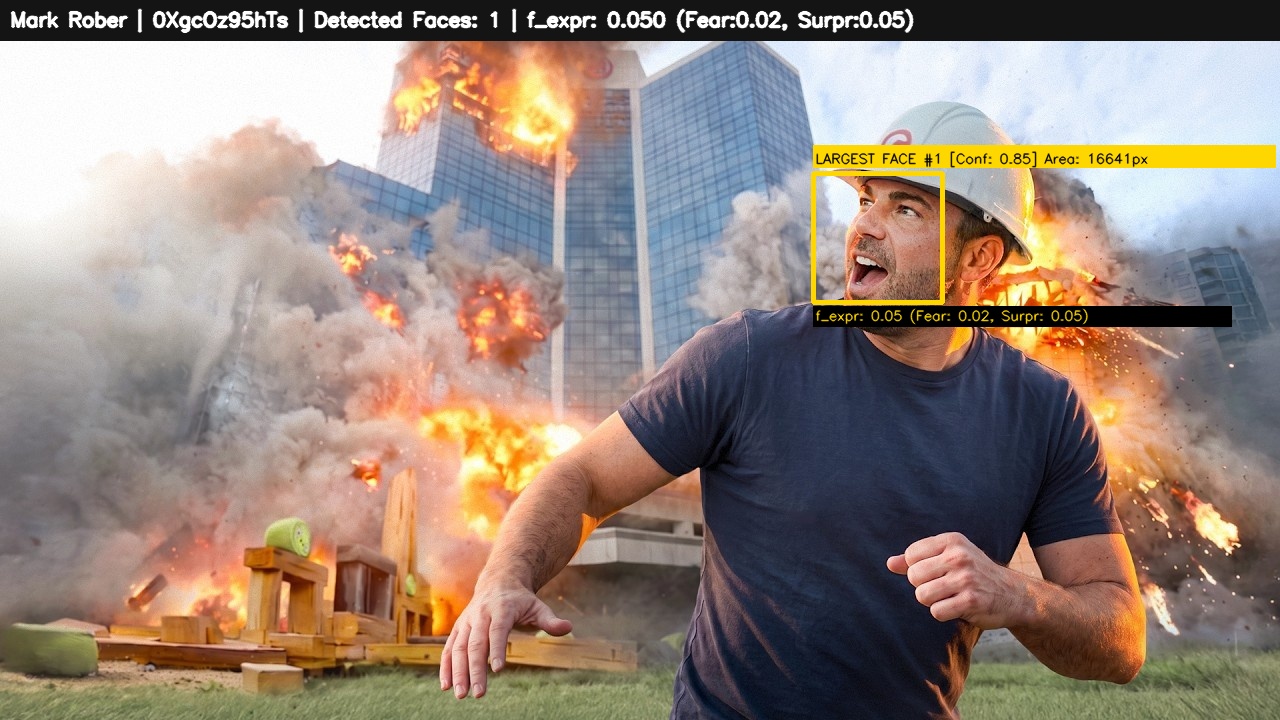 Mark Rober | 0XgcOz95hTs | Detected Faces: 1 | f_expr: 0.050 (Fear:0.02, Surpr:0.05)
LARGEST FACE #1 [Conf: 0.85] Area: 16641px
f_expr: 0.05 (Fear: 0.02, Surpr: 0.05)